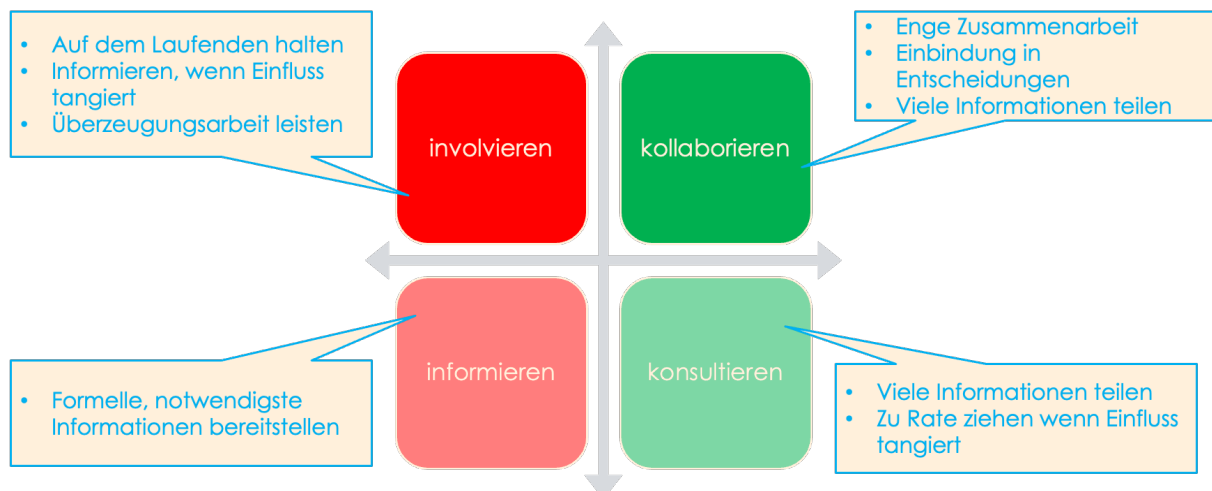 • Auf dem Laufenden halten
• Informieren, wenn Einfluss
tangiert
• Überzeugungsarbeit leisten
• Enge Zusammenarbeit
• Einbindung in
Entscheidungen
• Viele Informationen teilen
involvieren
kollaborieren
informieren
konsultieren
• Formelle, notwendigste
Informationen bereitstellen
• Viele Informationen teilen
• Zu Rate ziehen wenn Einfluss
tangiert